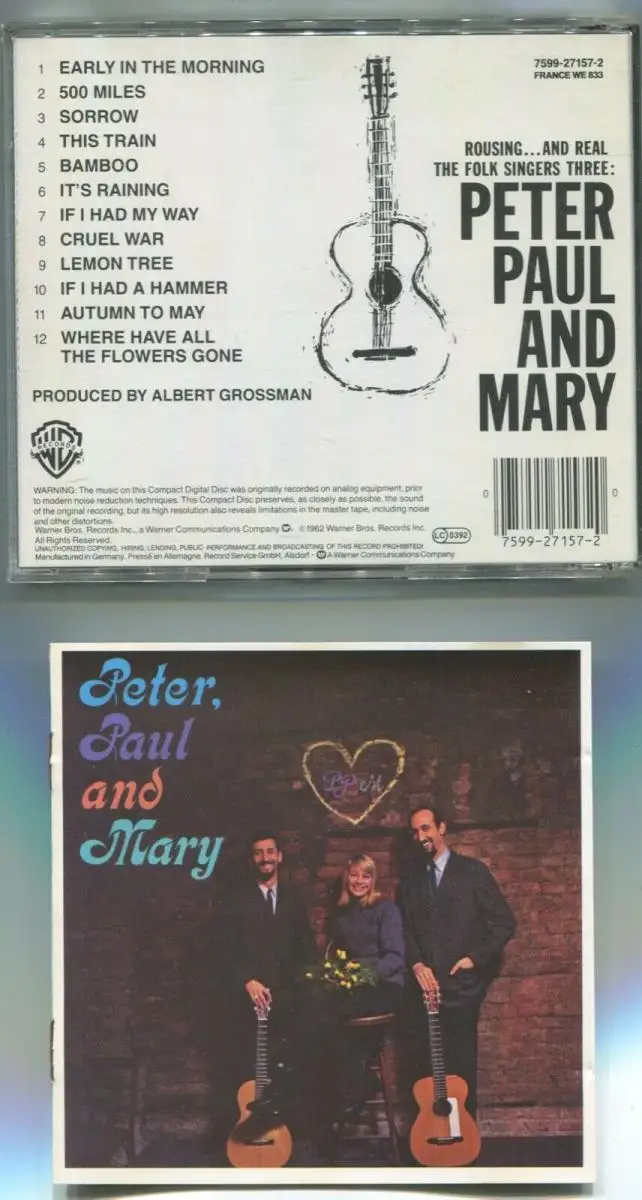 1 EARLY IN THE MORNING
2 500 MILES
3 SORROW
4 THIS TRAIN
5 BAMBOO
6 IT'S RAINING
7 IF I HAD MY WAY
8 CRUEL WAR
9 LEMON TREE
10 IF I HAD A HAMMER
11 AUTUMN TO MAY
12 WHERE HAVE ALL
THE FLOWERS GONE
PRODUCED BY ALBERT GROSSMAN
7599-27157-2
FRANCE WE 833
ROUSING...AND REAL
THE FOLK SINGERS THREE:
PETER
PAUL
AND
MARY
WB
RECORDS
WARNING: The music on this Compact Digital Disc was originally recorded on analog equipment, prior
to modern noise reduction techniques. This Compact Disc preserves, as closely as possible, the sound
of the original recording, but its high resolution also reveals limitations in the master tape, including noise
and other distortions.
Warner Bros. Records Inc., a Warner Communications Company ©℗1962 Warner Bros. Records Inc.
All Rights Reserved.
UNAUTHORIZED COPYING, HIRING, LENDING, PUBLIC PERFORMANCE AND BROADCASTING OF THIS RECORD PROHIBITED!
Manufactured in Germany. Pressé en Allemagne, Record Service GmbH, Alsdorf · A Warner Communications Company
LC 0392
0 0
7599-27157-2
Peter,
Paul
and
Mary
PP&M